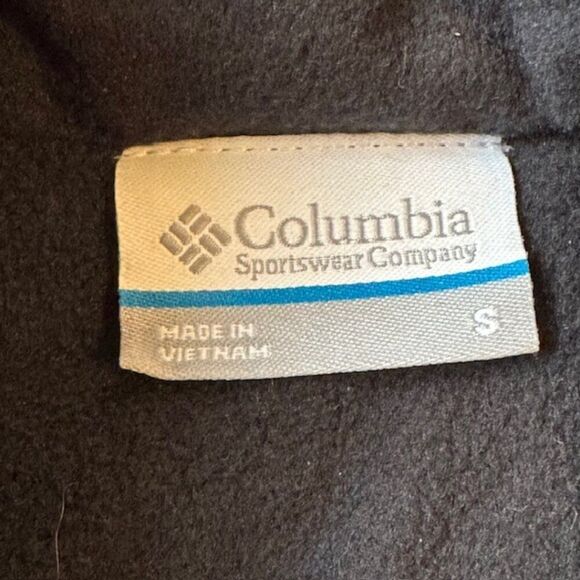 Columbia
Sportswear Company
MADE IN
VIETNAM
S